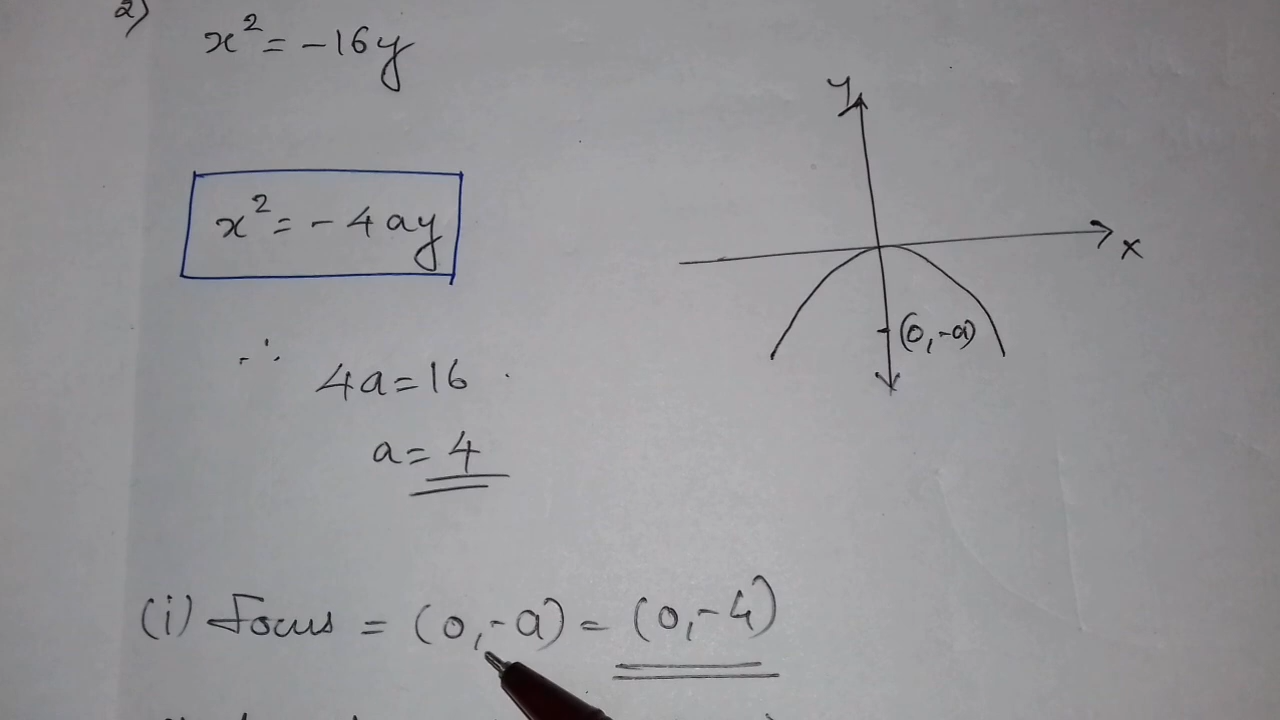 2)
x² = -16y
x² = -4ay
∴ 4a = 16
a = 4
y
x
(0, -a)
(i) Focus = (0, -a) = (0, -4)